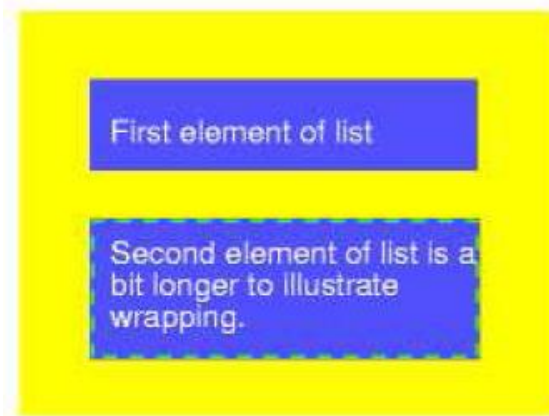 First element of list
Second element of list is a
bit longer to illustrate
wrapping.